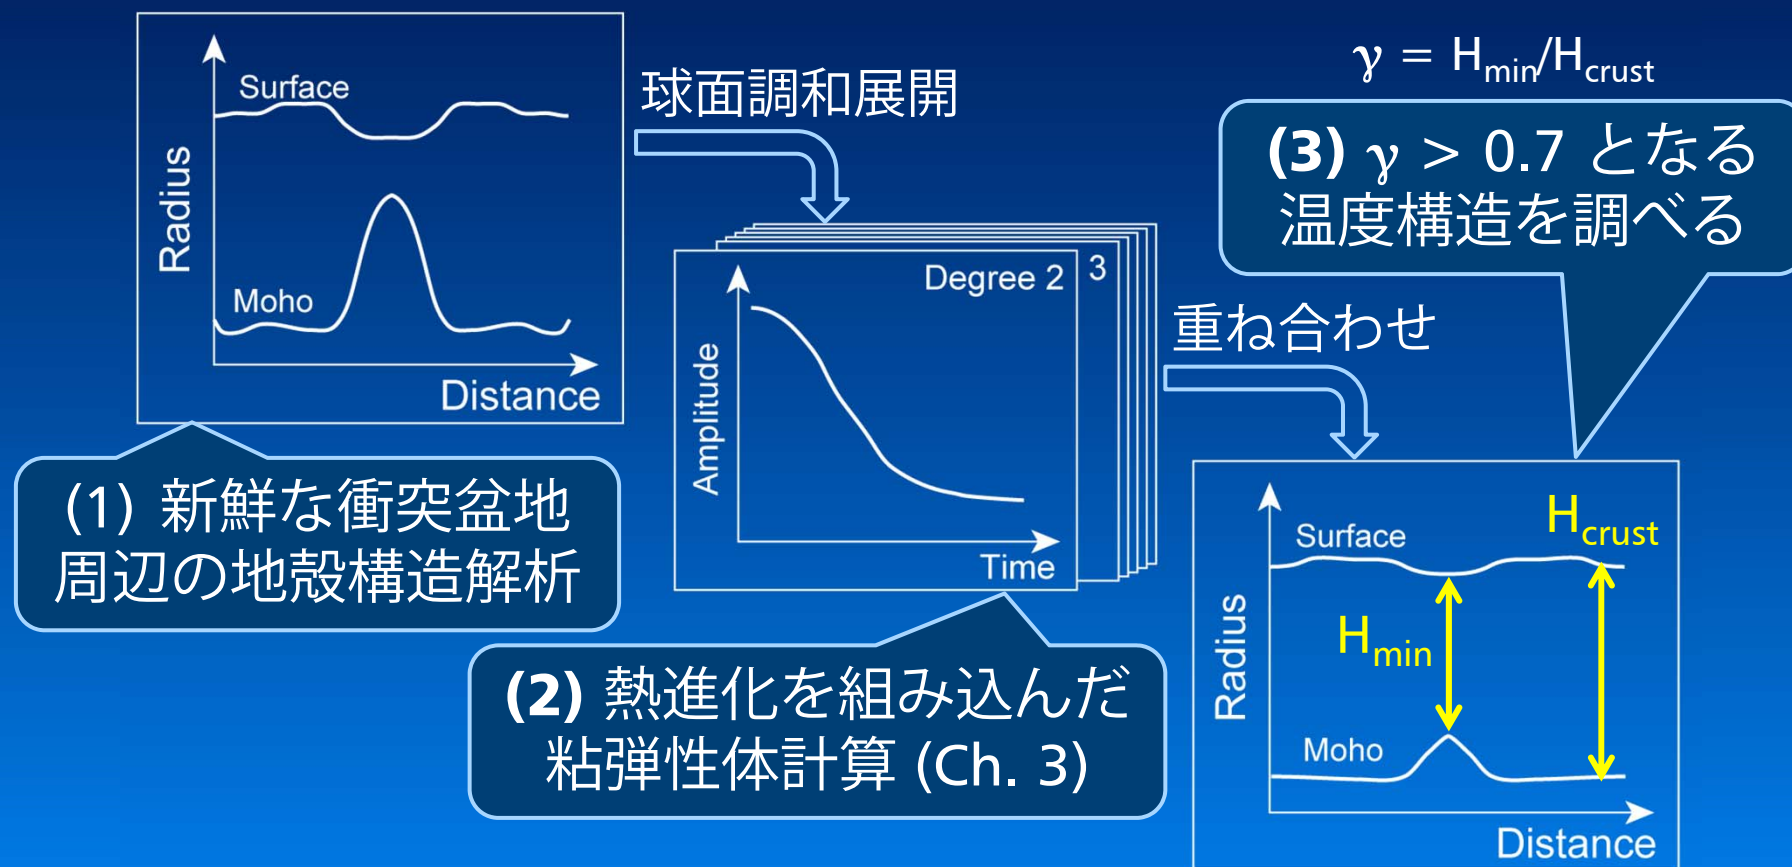 Surface
Radius
Moho
Distance
(1) 新鮮な衝突盆地
周辺の地殻構造解析
球面調和展開
Degree 2
3
Amplitude
Time
(2) 熱進化を組み込んだ
粘弾性体計算 (Ch. 3)
重ね合わせ
γ = Hmin/Hcrust
(3) γ > 0.7 となる
温度構造を調べる
Surface
Hcrust
Hmin
Radius
Moho
Distance